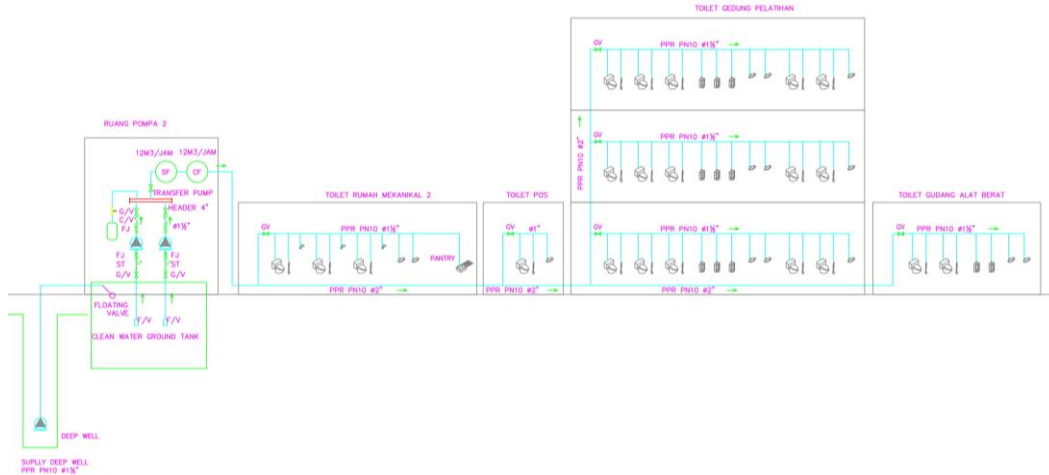 TOILET GEDUNG PELATIHAN
GV
PPR PN10 ø1½"
RUANG POMPA 2
12M3/JAM
12M3/JAM
SF
CF
TRANSFER PUMP
HEADER 4"
G/V
C/V
FJ
ø1½"
FJ
ST
G/V
FJ
ST
G/V
FLOATING
VALVE
F/V
F/V
CLEAN WATER GROUND TANK
DEEP WELL
SUPLLY DEEP WELL
PPR PN10 ø1½"
TOILET RUMAH MEKANIKAL 2
GV
PPR PN10 ø1½"
PANTRY
PPR PN10 ø2"
TOILET POS
GV
ø1"
PPR PN10 ø2"
PPR PN10 ø2"
GV
PPR PN10 ø1½"
GV
PPR PN10 ø1½"
PPR PN10 ø2"
TOILET GUDANG ALAT BERAT
GV
PPR PN10 ø1½"